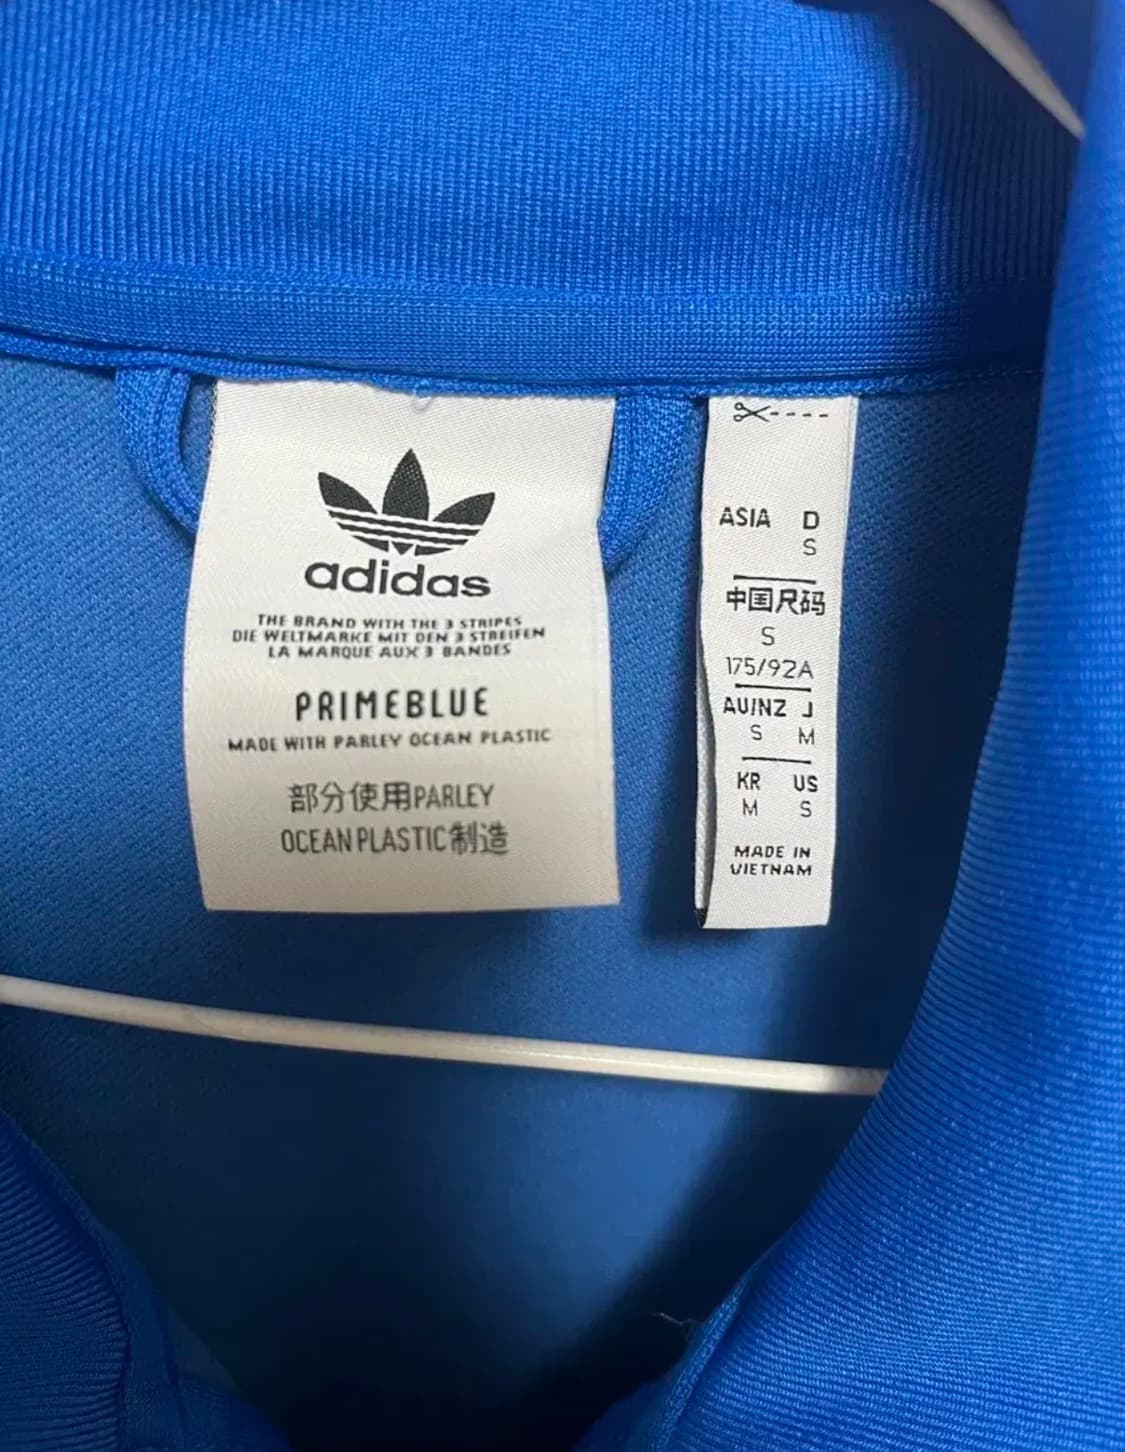 adidas
THE BRAND WITH THE 3 STRIPES
DIE WELTMARKE MIT DEN 3 STREIFEN
LA MARQUE AUX 3 BANDES
PRIMEBLUE
MADE WITH PARLEY OCEAN PLASTIC
部分使用PARLEY
OCEAN PLASTIC制造
ASIA D
S
中国尺码
S
175/92A
AU/NZ J
S M
KR US
M S
MADE IN
VIETNAM